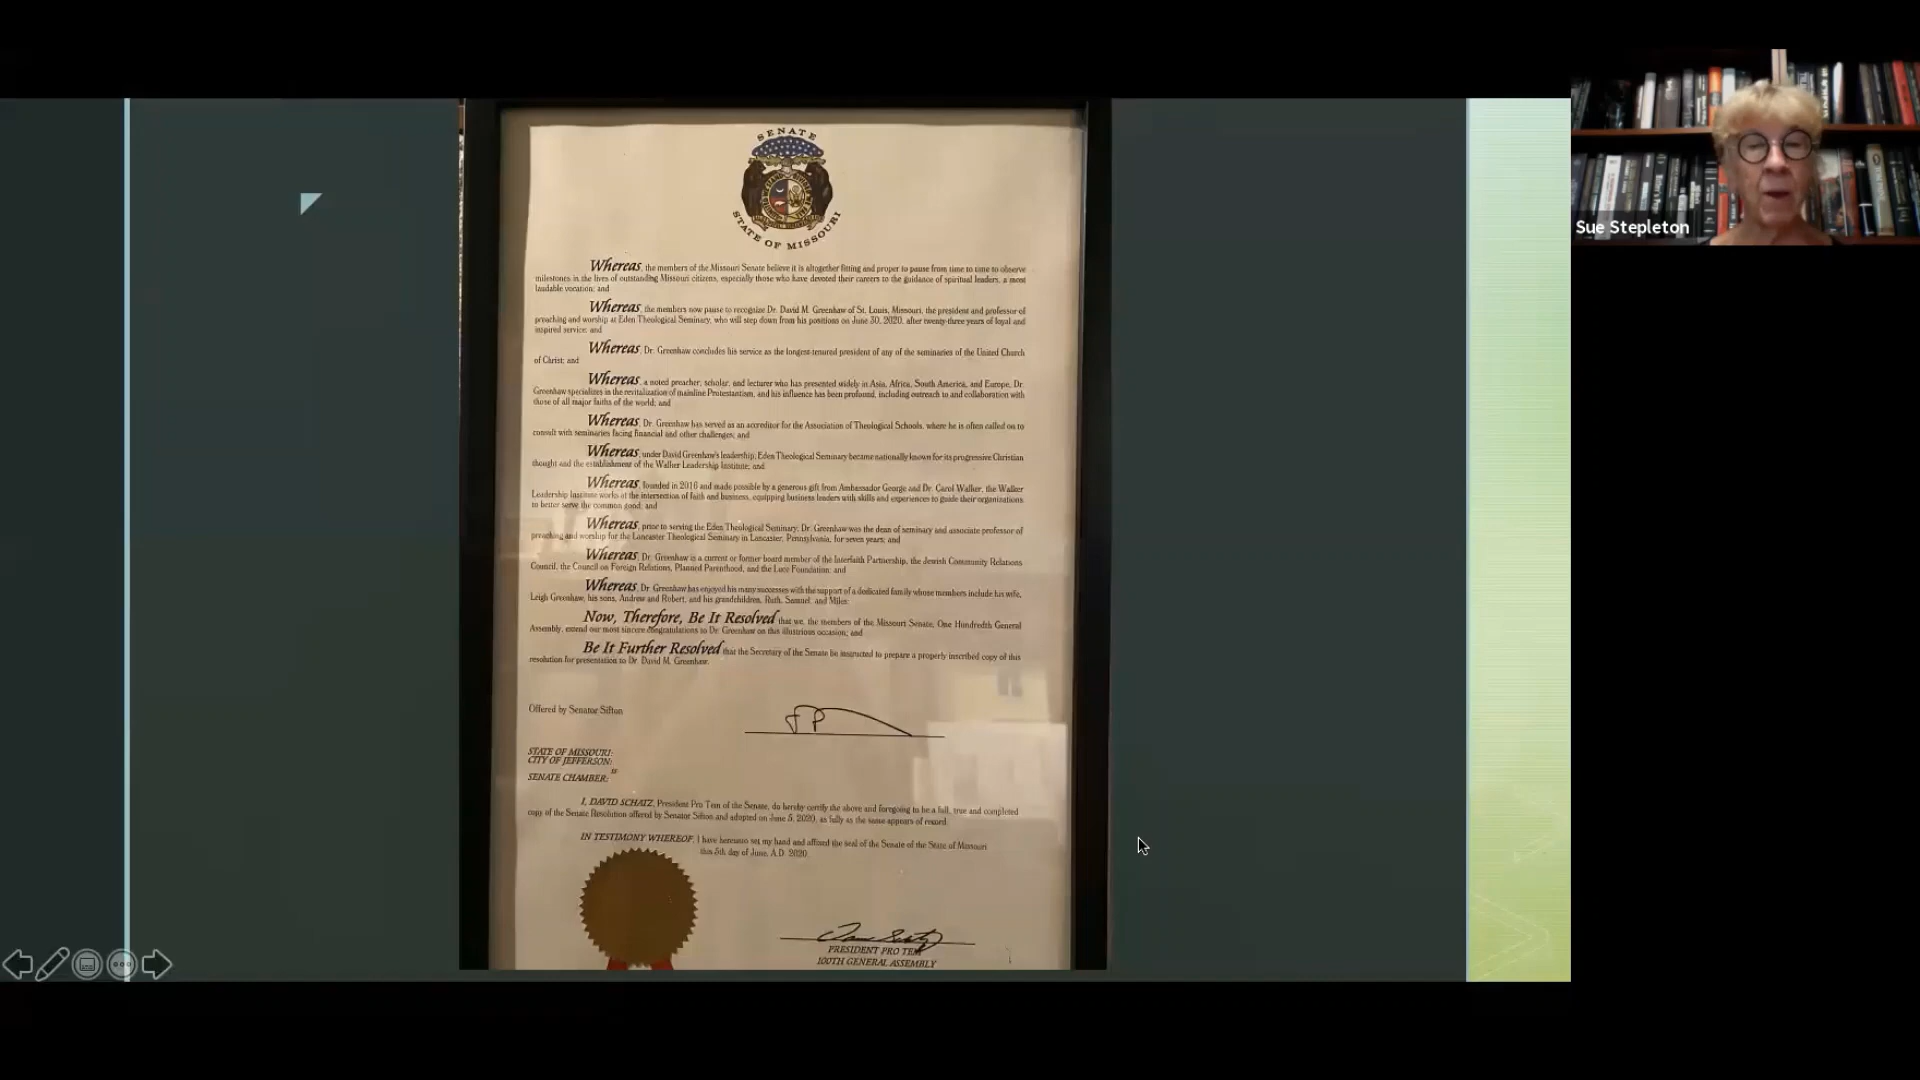 SENATE
STATE OF MISSOURI
Whereas, the members of the Missouri Senate believe it is altogether fitting and proper to pause from time to time to observe
milestones in the lives of outstanding Missouri citizens, especially those who have devoted their careers to the guidance of spiritual leaders, a most
laudable vocation; and
Whereas, the members now pause to recognize Dr. David M. Greenhaw of St. Louis, Missouri, the president and professor of
preaching and worship at Eden Theological Seminary, who will step down from his positions on June 30, 2020, after twenty-three years of loyal and
inspired service; and
Whereas, Dr. Greenhaw concludes his service as the longest-tenured president of any of the seminaries of the United Church
of Christ; and
Whereas, a noted preacher, scholar, and lecturer who has presented widely in Asia, Africa, South America, and Europe, Dr.
Greenhaw specializes in the revitalization of mainline Protestantism, and his influence has been profound, including outreach to and collaboration with
those of all major faiths of the world; and
Whereas, Dr. Greenhaw has served as an accreditor for the Association of Theological Schools, where he is often called on to
consult with seminaries facing financial and other challenges; and
Whereas, under David Greenhaw's leadership, Eden Theological Seminary became nationally known for its progressive Christian
thought and the establishment of the Walker Leadership Institute; and
Whereas, founded in 2016 and made possible by a generous gift from Ambassador George and Dr. Carol Walker, the Walker
Leadership Institute works at the intersection of faith and business, equipping business leaders with skills and experiences to guide their organizations
to better serve the common good; and
Whereas, prior to serving the Eden Theological Seminary, Dr. Greenhaw was the dean of seminary and associate professor of
preaching and worship for the Lancaster Theological Seminary in Lancaster, Pennsylvania, for seven years; and
Whereas, Dr. Greenhaw is a current or former board member of the Interfaith Partnership, the Jewish Community Relations
Council, the Council on Foreign Relations, Planned Parenthood, and the Luce Foundation; and
Whereas, Dr. Greenhaw has enjoyed his many successes with the support of a dedicated family whose members include his wife,
Leigh Greenhaw, his sons, Andrew and Robert, and his grandchildren, Ruth, Samuel, and Miles:
Now, Therefore, Be It Resolved that we, the members of the Missouri Senate, One Hundredth General
Assembly, extend our most sincere congratulations to Dr. Greenhaw on this illustrious occasion; and
Be It Further Resolved that the Secretary of the Senate be instructed to prepare a properly inscribed copy of this
resolution for presentation to Dr. David M. Greenhaw.
Offered by Senator Sifton
STATE OF MISSOURI:
CITY OF JEFFERSON:
SENATE CHAMBER:
I, DAVID SCHATZ, President Pro Tem of the Senate, do hereby certify the above and foregoing to be a full, true and completed
copy of the Senate Resolution offered by Senator Sifton and adopted on June 5, 2020, as fully as the same appears of record.
IN TESTIMONY WHEREOF, I have hereunto set my hand and affixed the seal of the Senate of the State of Missouri
this 5th day of June, A.D. 2020.
PRESIDENT PRO TEM
100TH GENERAL ASSEMBLY
Sue Stepleton